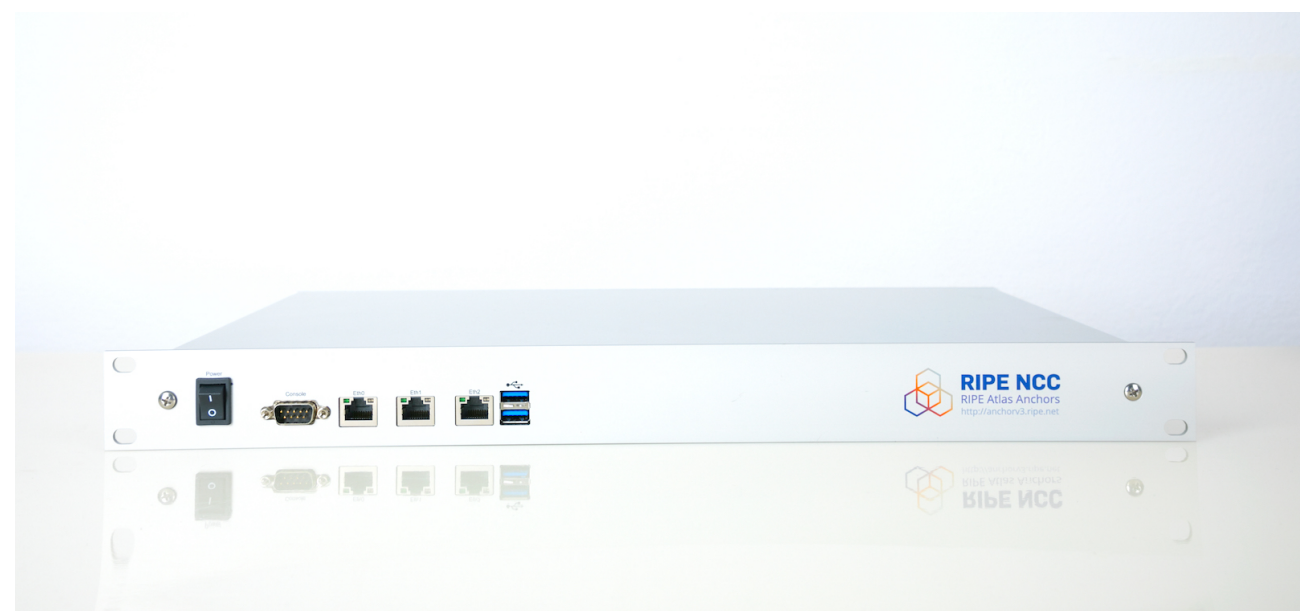 Power
Console
Eth0
Eth1
Eth2
RIPE NCC
RIPE Atlas Anchors
http://anchorv3.ripe.net